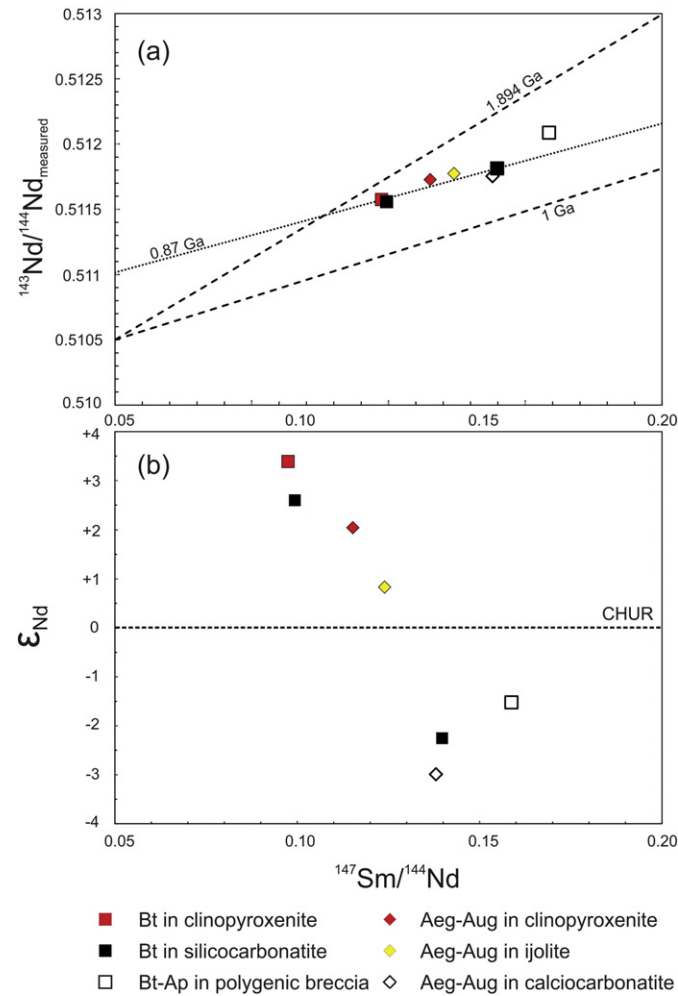 0.513
(a)
0.5125
1.894 Ga
0.512
¹⁴³Nd/¹⁴⁴Nd measured
0.5115
0.87 Ga
1 Ga
0.511
0.5105
0.510
0.05 0.10 0.15 0.20
+4
(b)
+3
+2
+1
εNd
CHUR
0
-1
-2
-3
-4
0.05 0.10 0.15 0.20
¹⁴⁷Sm/¹⁴⁴Nd
Bt in clinopyroxenite Aeg-Aug in clinopyroxenite
Bt in silicocarbonatite Aeg-Aug in ijolite
Bt-Ap in polygenic breccia Aeg-Aug in calciocarbonatite